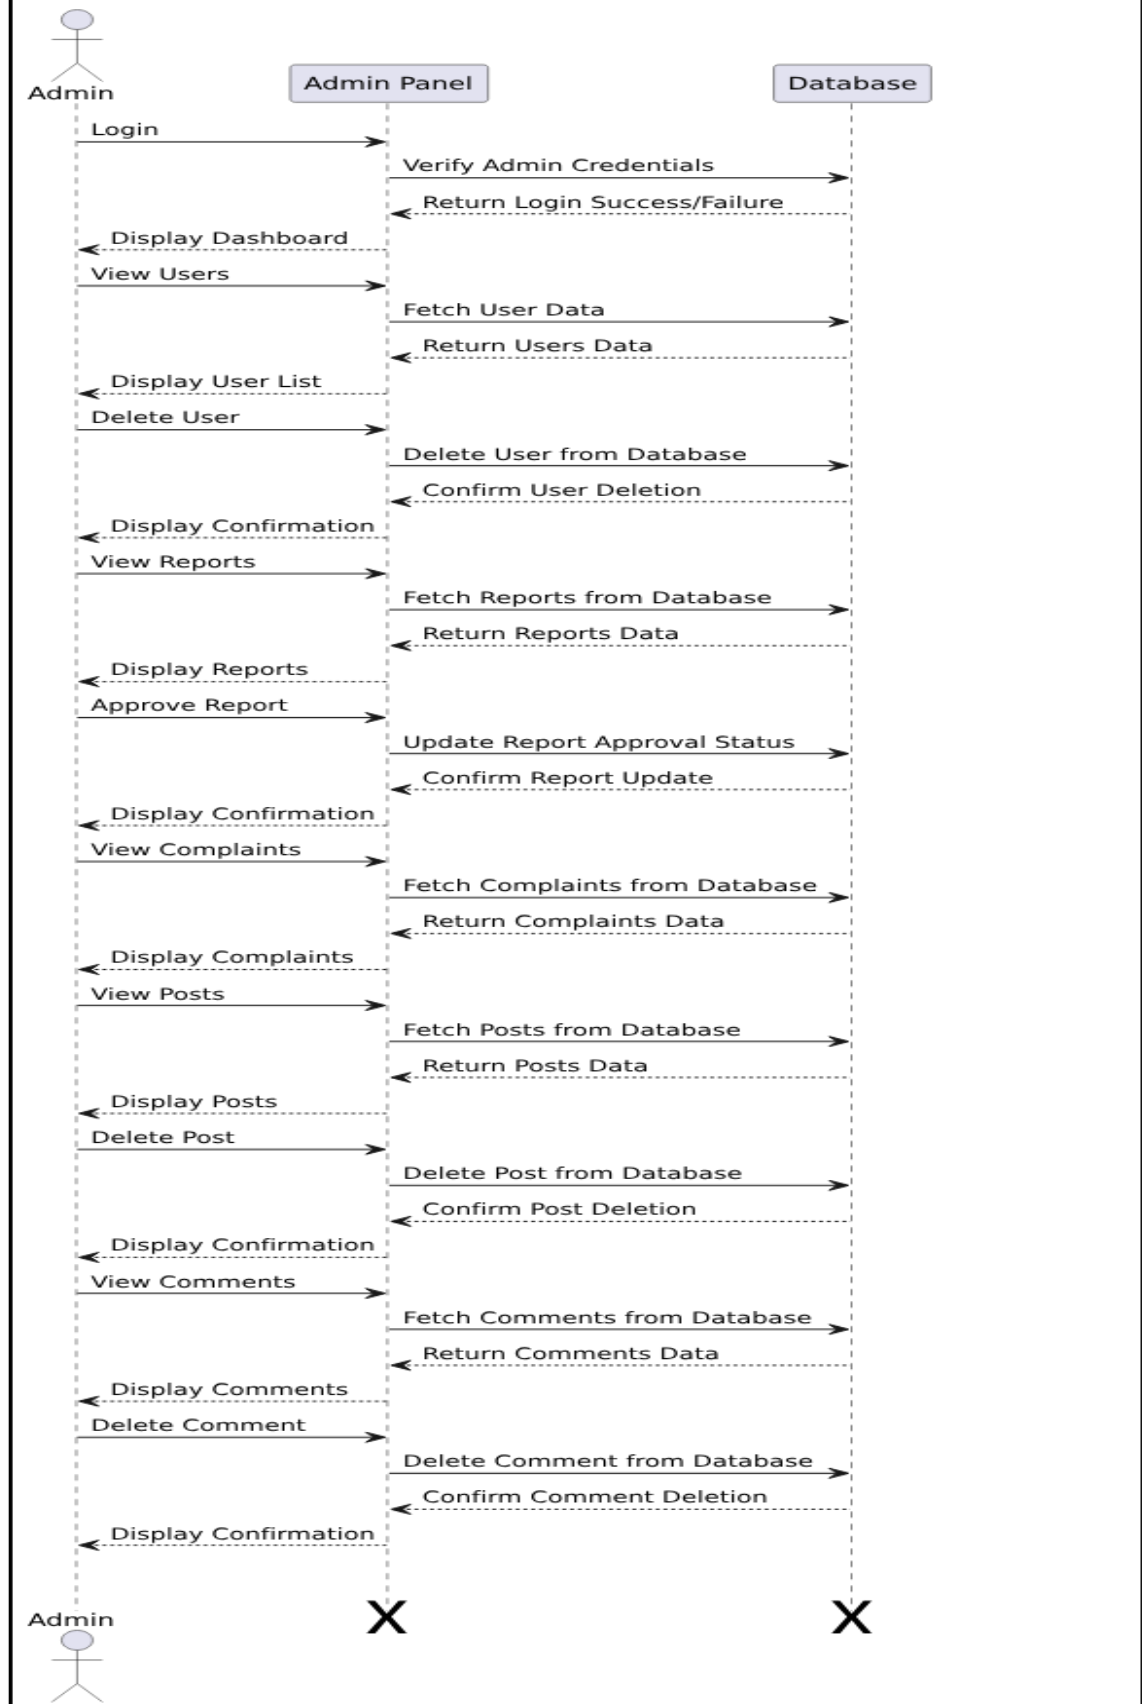 Admin
Admin Panel
Database
Login
Verify Admin Credentials
Return Login Success/Failure
Display Dashboard
View Users
Fetch User Data
Return Users Data
Display User List
Delete User
Delete User from Database
Confirm User Deletion
Display Confirmation
View Reports
Fetch Reports from Database
Return Reports Data
Display Reports
Approve Report
Update Report Approval Status
Confirm Report Update
Display Confirmation
View Complaints
Fetch Complaints from Database
Return Complaints Data
Display Complaints
View Posts
Fetch Posts from Database
Return Posts Data
Display Posts
Delete Post
Delete Post from Database
Confirm Post Deletion
Display Confirmation
View Comments
Fetch Comments from Database
Return Comments Data
Display Comments
Delete Comment
Delete Comment from Database
Confirm Comment Deletion
Display Confirmation
Admin